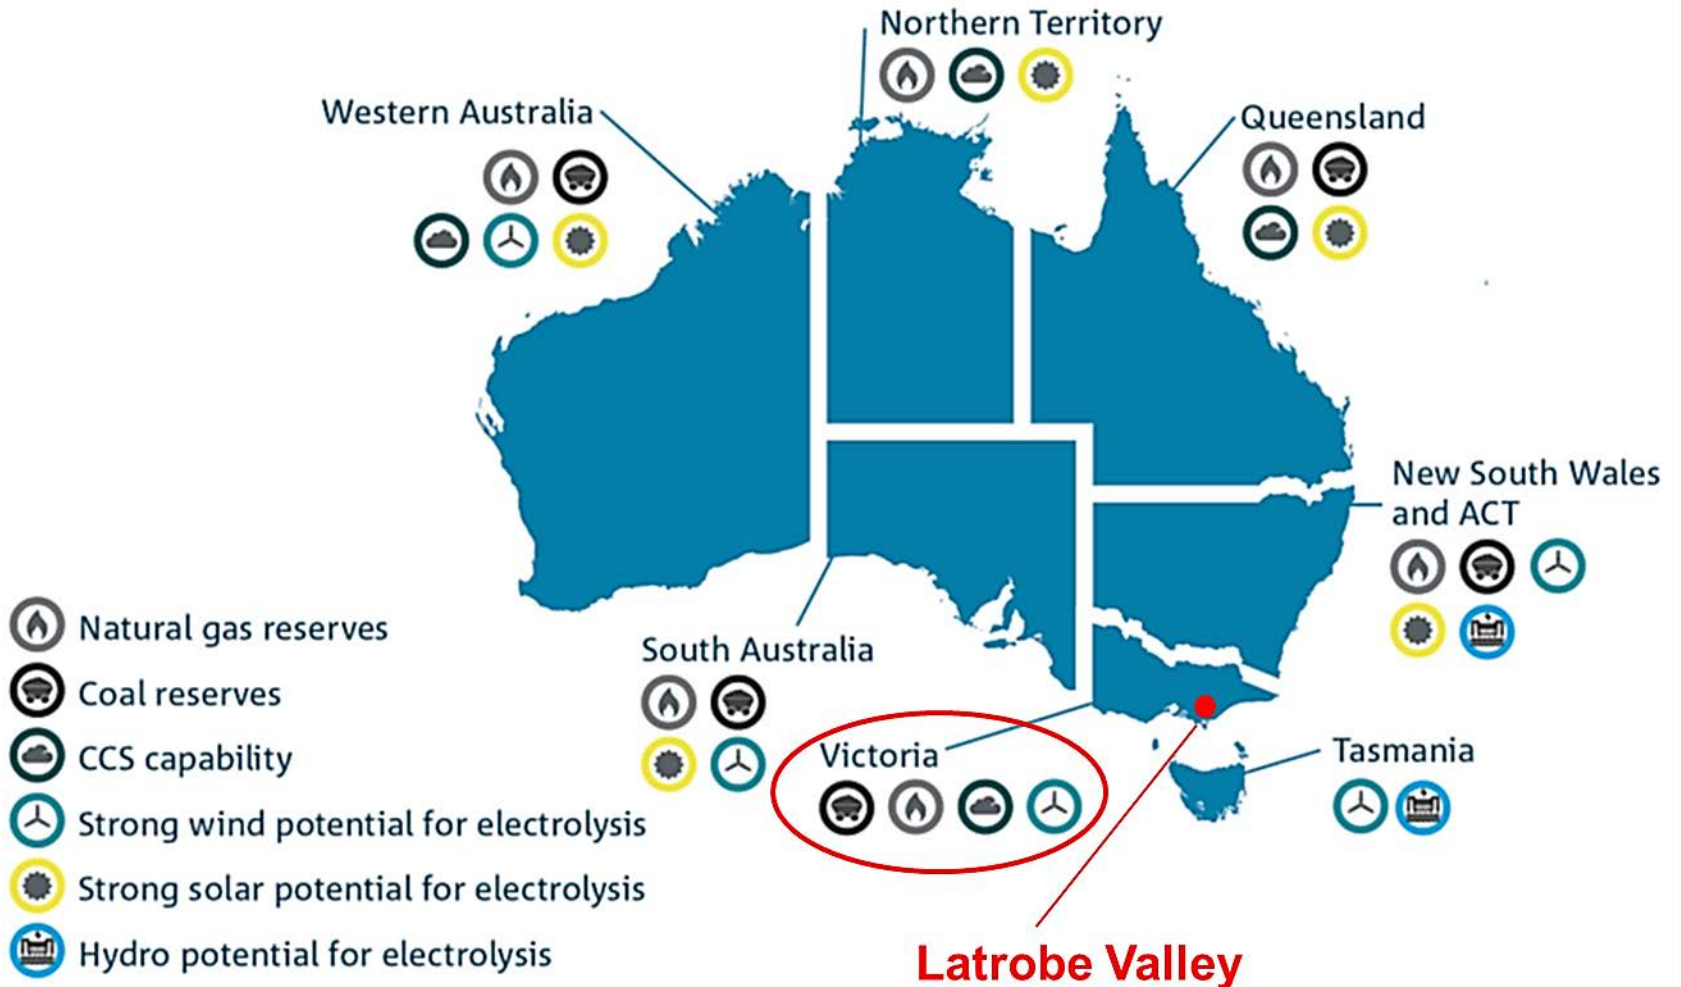 Northern Territory
Western Australia
Queensland
New South Wales
and ACT
Natural gas reserves
South Australia
Coal reserves
Victoria
Tasmania
CCS capability
Strong wind potential for electrolysis
Strong solar potential for electrolysis
Hydro potential for electrolysis
Latrobe Valley